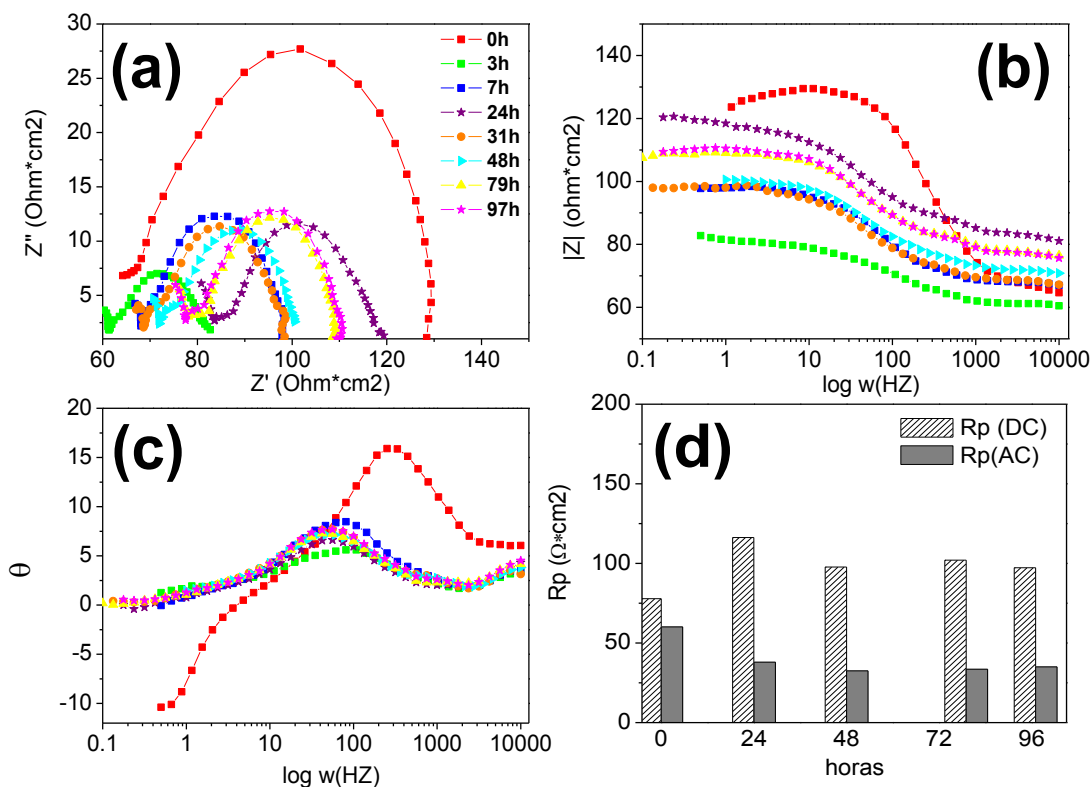 (a)
30
25
20
15
10
5
Z'' (Ohm*cm2)
60 80 100 120 140
Z' (Ohm*cm2)
0h
3h
7h
24h
31h
48h
79h
97h
(b)
140
120
100
80
60
|Z| (ohm*cm2)
0.1 1 10 100 1000 10000
log w(HZ)
(c)
20
15
10
5
0
-5
-10
θ
0.1 1 10 100 1000 10000
log w(HZ)
(d)
200
150
100
50
0
Rp (Ω*cm2)
Rp (DC)
Rp(AC)
0 24 48 72 96
horas